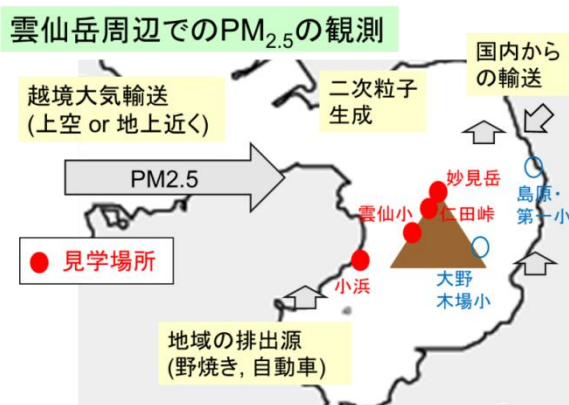 雲仙岳周辺でのPM2.5の観測
国内から
の輸送
越境大気輸送
(上空 or 地上近く)
二次粒子
生成
PM2.5
妙見岳
雲仙小
仁田峠
島原・
第一小
見学場所
小浜
大野
木場小
地域の排出源
(野焼き, 自動車)